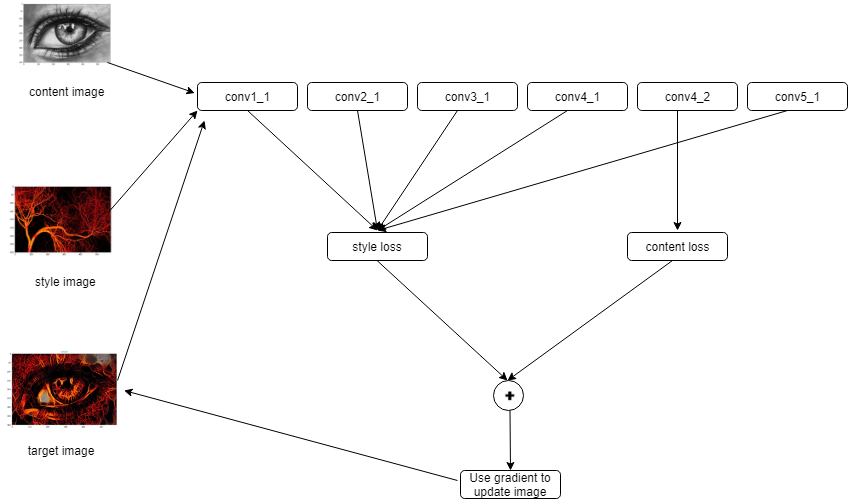 content image
conv1_1
conv2_1
conv3_1
conv4_1
conv4_2
conv5_1
style image
style loss
content loss
target image
+
Use gradient to
update image